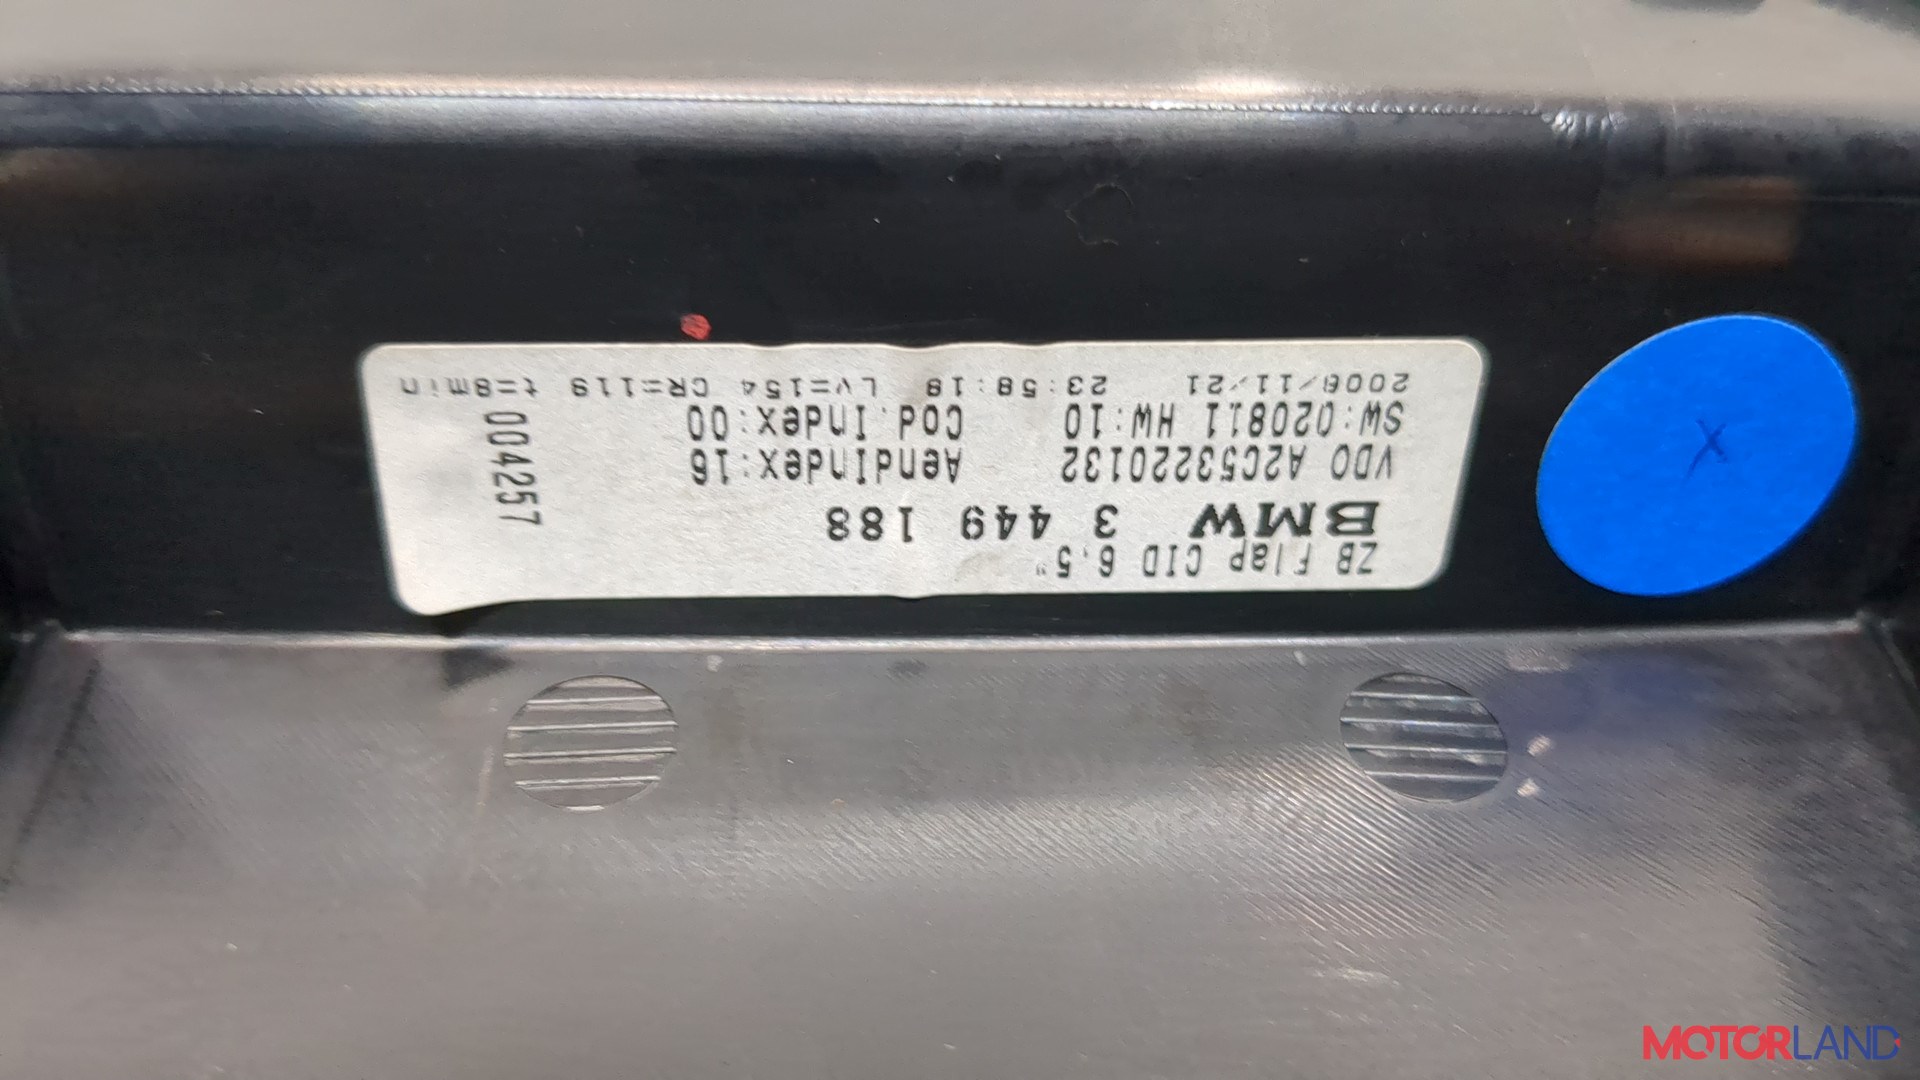 ZB Flap CID 6.5"
BMW 3 449 188
VDO A2C53220132 AendIndex:16
SW:020811 HW:10 Cod.Index:00
2006/11/21 23:58:18 LV=154 CR=119 t=8min
004257
X
MOTORLAND